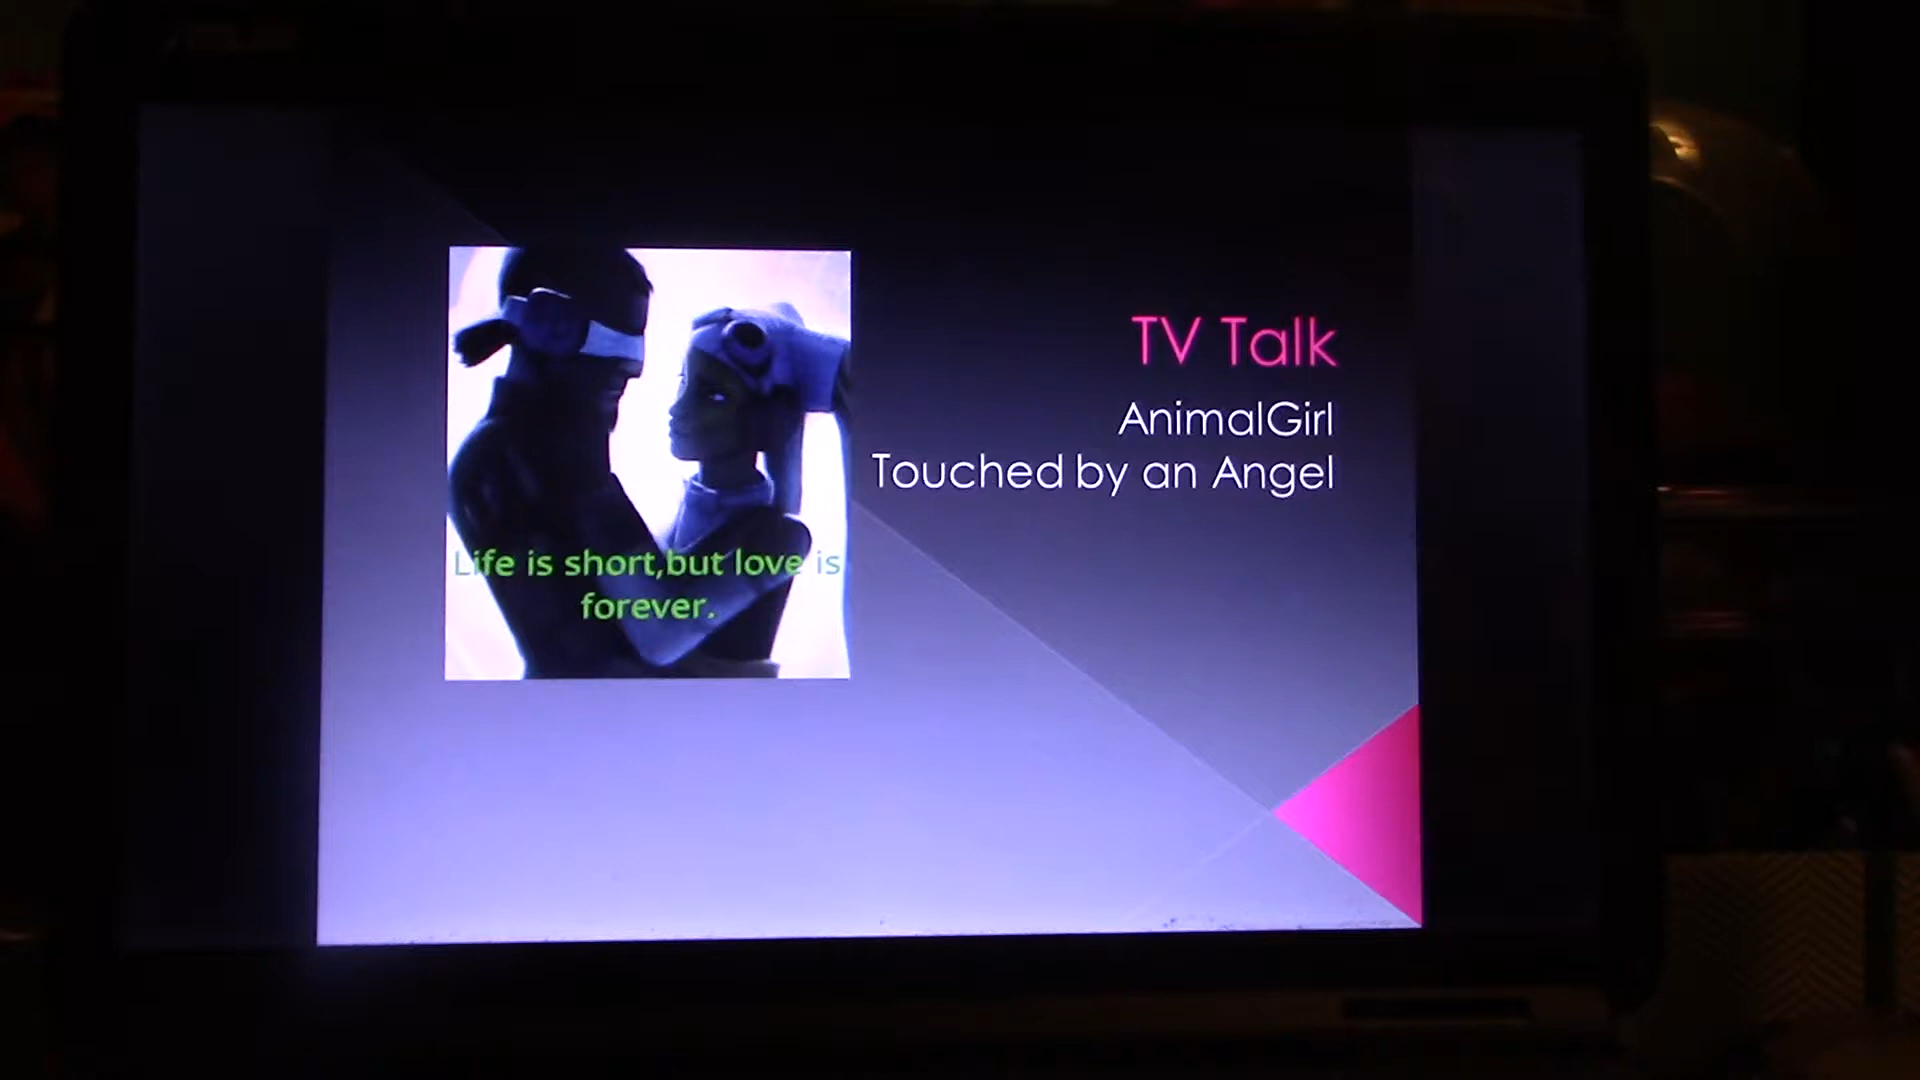 TV Talk
AnimalGirl
Touched by an Angel
Life is short,but love is
forever.